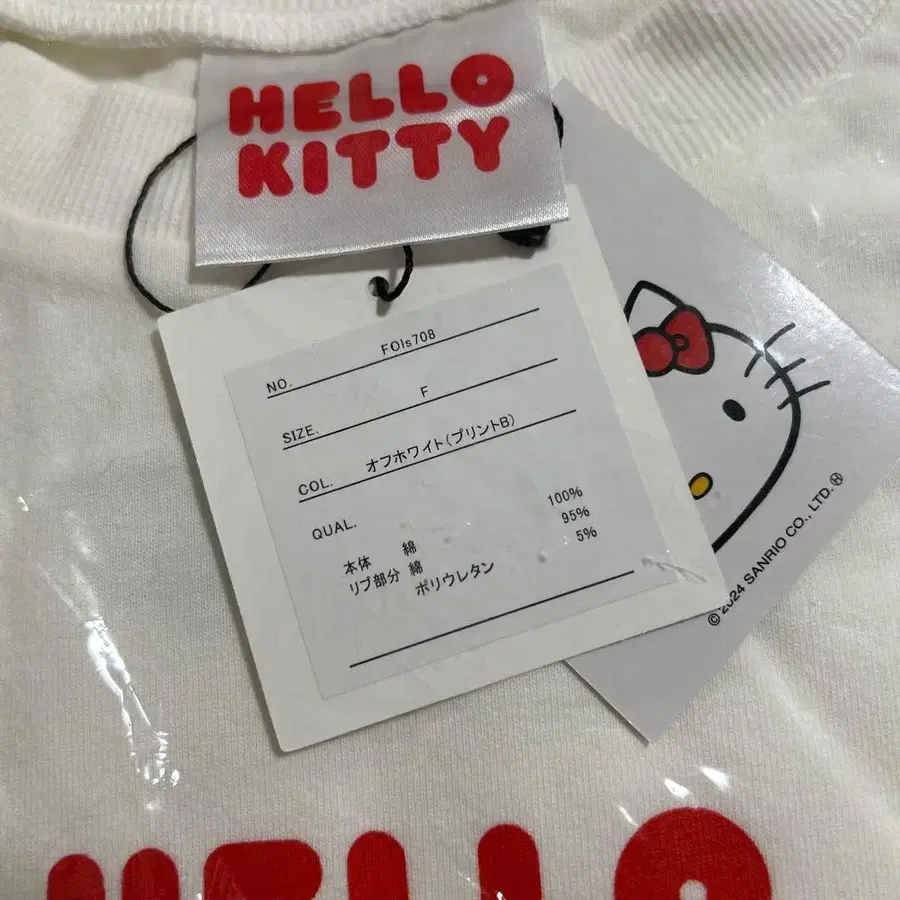 HELLO
KITTY
NO. FOIs708
SIZE. F
COL. オフホワイト(プリントB)
QUAL.
本体 綿 100%
リブ部分 綿 95%
ポリウレタン 5%
© 2024 SANRIO CO., LTD. Ⓗ
HELLO